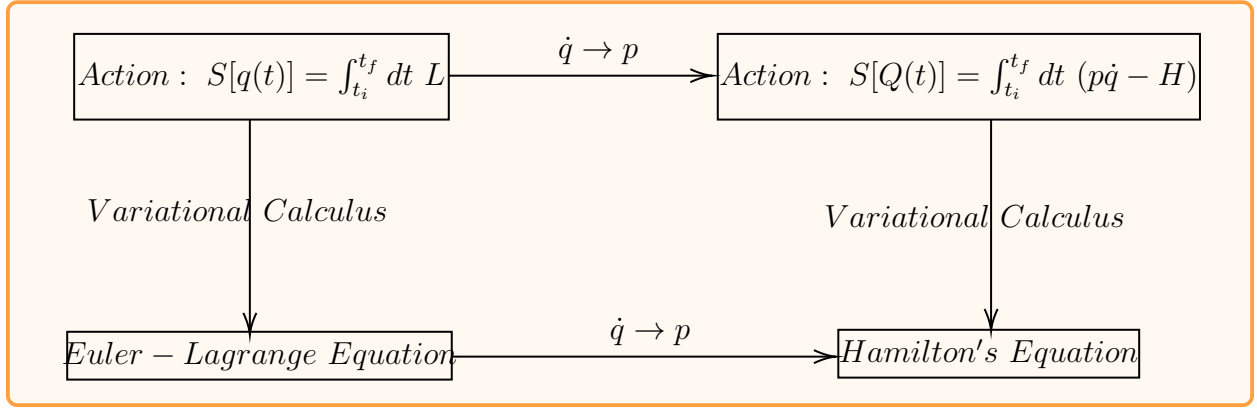 Action : S[q(t)] = ∫_{t_i}^{t_f} dt L
q̇ → p
Action : S[Q(t)] = ∫_{t_i}^{t_f} dt (pq̇ − H)
Variational Calculus
Variational Calculus
Euler − Lagrange Equation
q̇ → p
Hamilton′s Equation